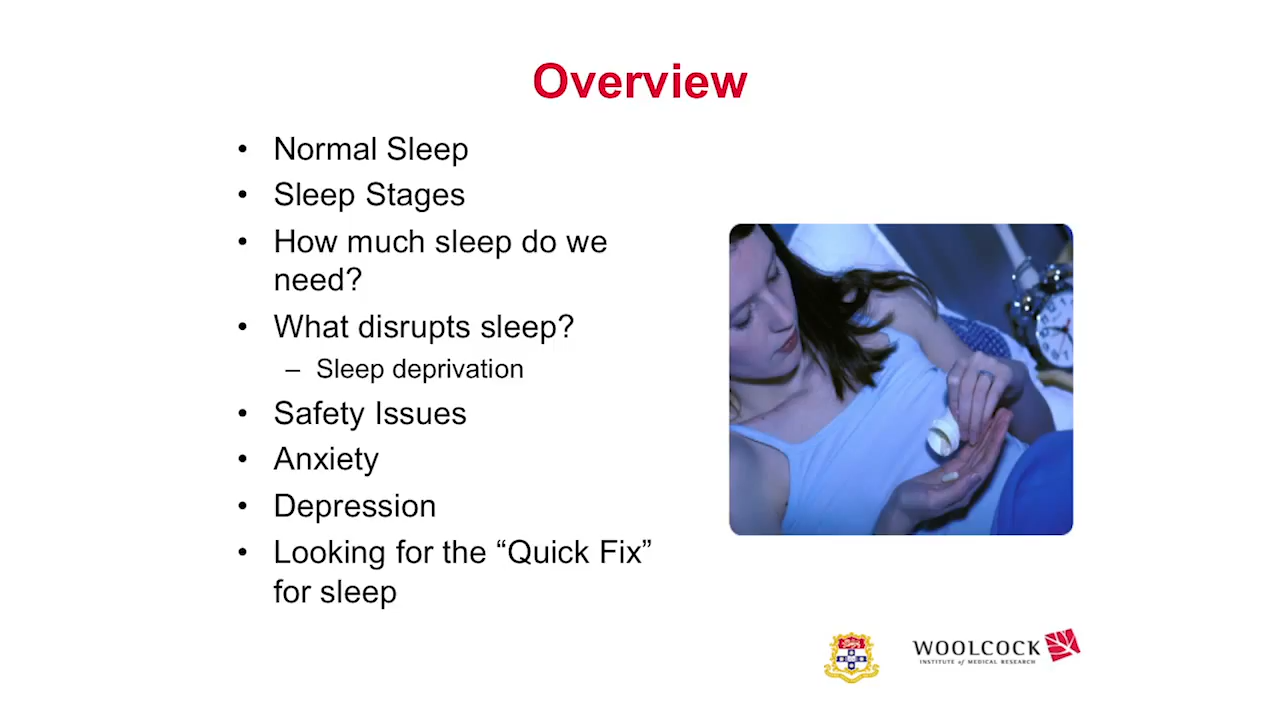 Overview
• Normal Sleep
• Sleep Stages
• How much sleep do we
need?
• What disrupts sleep?
– Sleep deprivation
• Safety Issues
• Anxiety
• Depression
• Looking for the “Quick Fix”
for sleep
WOOLCOCK
INSTITUTE of MEDICAL RESEARCH